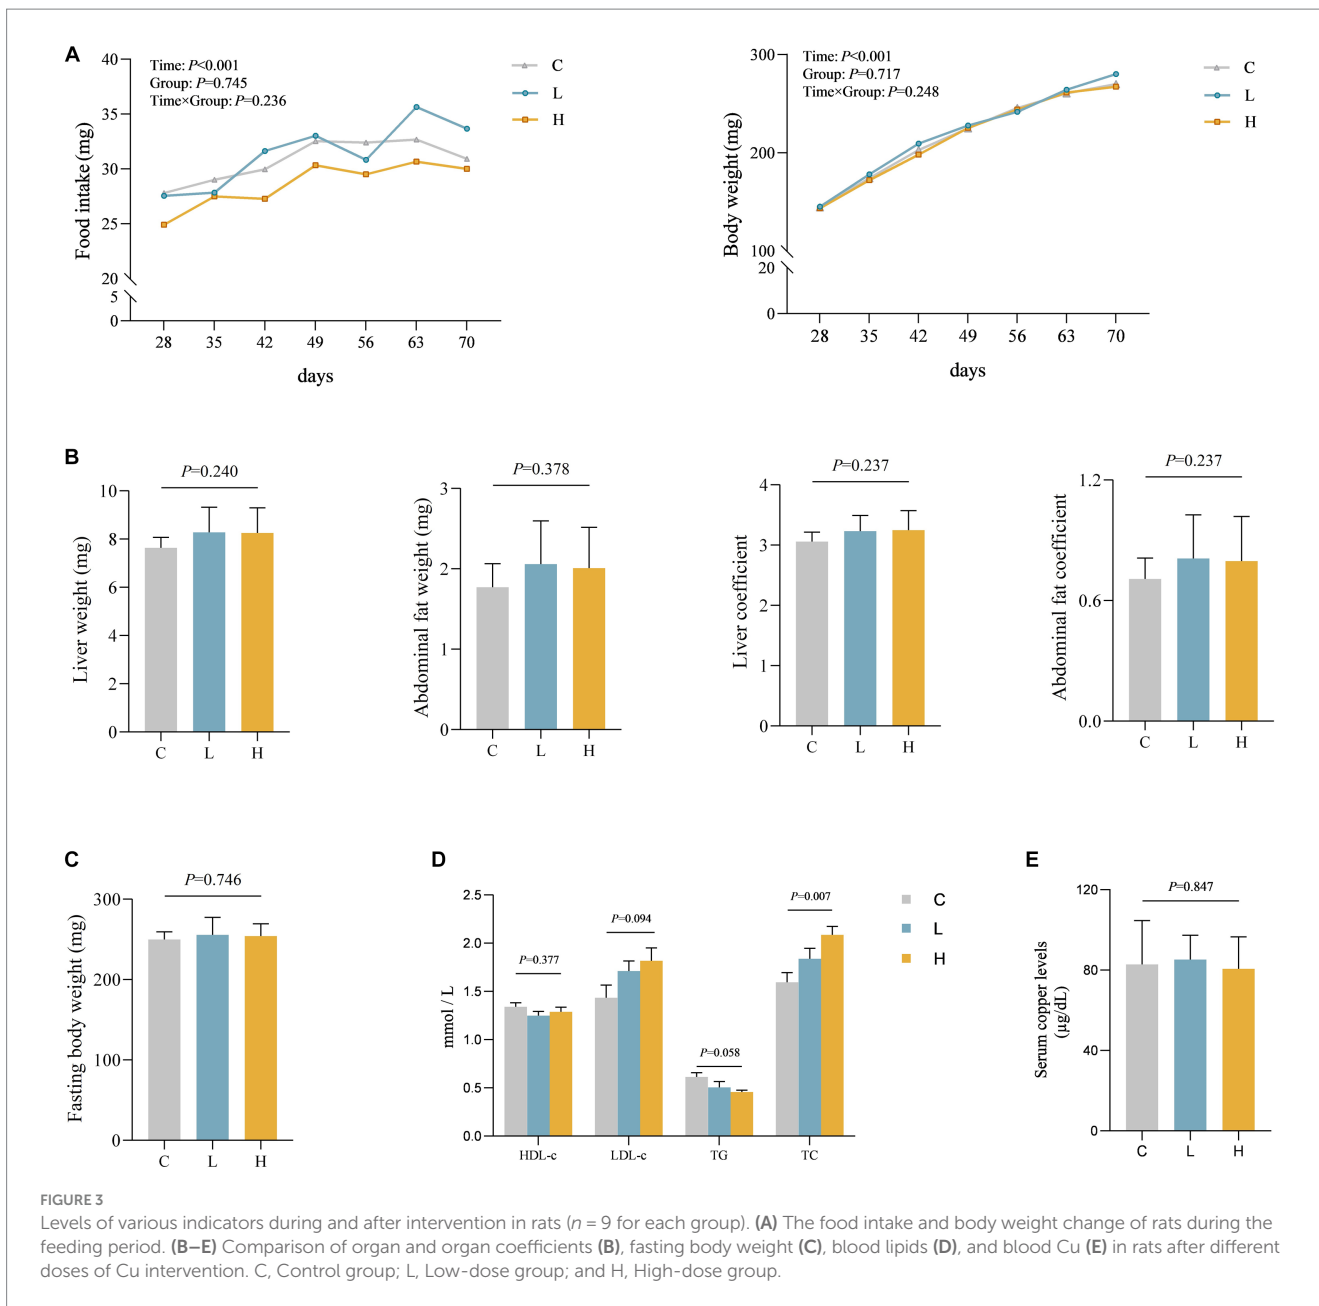 A
Time: P<0.001
Group: P=0.745
Time×Group: P=0.236
C
L
H
Food intake (mg)
40
35
30
25
20
5
0
28 35 42 49 56 63 70
days
Time: P<0.001
Group: P=0.717
Time×Group: P=0.248
C
L
H
Body weight (mg)
300
200
100
20
0
28 35 42 49 56 63 70
days
B
P=0.240
Liver weight (mg)
10
8
6
4
2
0
C L H
P=0.378
Abdominal fat weight (mg)
3
2
1
0
C L H
P=0.237
Liver coefficient
4
3
2
1
0
C L H
P=0.237
Abdominal fat coefficient
1.2
0.6
0.0
C L H
C
P=0.746
Fasting body weight (mg)
300
200
100
0
C L H
D
mmol / L
2.5
2.0
1.5
1.0
0.5
0.0
P=0.377
P=0.094
P=0.058
P=0.007
HDL-c LDL-c TG TC
C
L
H
E
P=0.847
Serum copper levels
(μg/dL)
120
80
40
0
C L H
FIGURE 3
Levels of various indicators during and after intervention in rats (n = 9 for each group). (A) The food intake and body weight change of rats during the
feeding period. (B–E) Comparison of organ and organ coefficients (B), fasting body weight (C), blood lipids (D), and blood Cu (E) in rats after different
doses of Cu intervention. C, Control group; L, Low-dose group; and H, High-dose group.